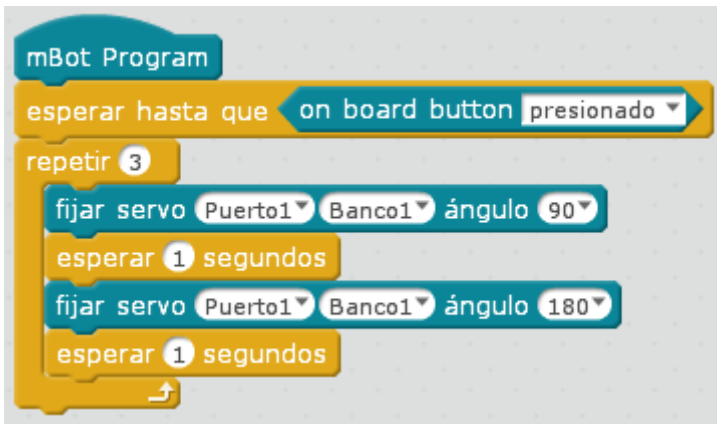 mBot Program
esperar hasta que on board button presionado
repetir 3
fijar servo Puerto1 Banco1 ángulo 90
esperar 1 segundos
fijar servo Puerto1 Banco1 ángulo 180
esperar 1 segundos